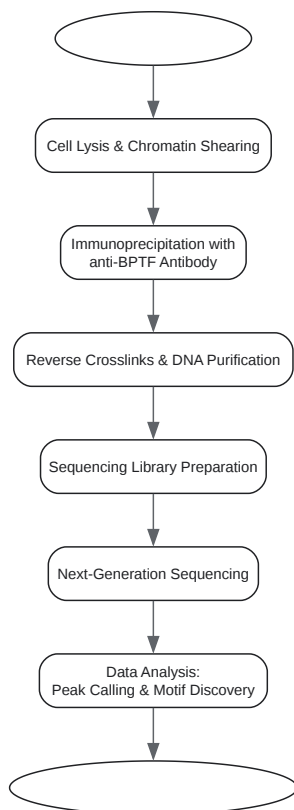 Cell Lysis & Chromatin Shearing
Immunoprecipitation with
anti-BPTF Antibody
Reverse Crosslinks & DNA Purification
Sequencing Library Preparation
Next-Generation Sequencing
Data Analysis:
Peak Calling & Motif Discovery